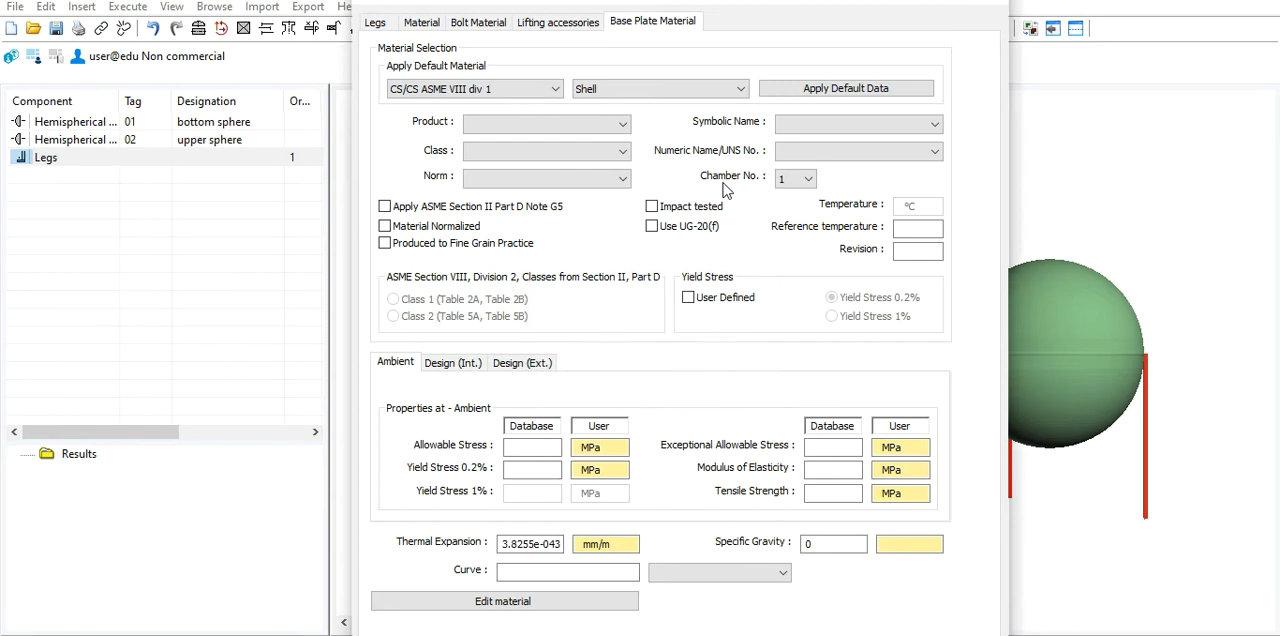 File Edit Insert Execute View Browse Import Export
user@edu Non commercial
Component Tag Designation Or...
Hemispherical ... 01 bottom sphere
Hemispherical ... 02 upper sphere
Legs 1
Results
Legs Material Bolt Material Lifting accessories Base Plate Material
Material Selection
Apply Default Material
CS/CS ASME VIII div 1 Shell Apply Default Data
Product : Symbolic Name :
Class : Numeric Name/UNS No. :
Norm : Chamber No. : 1
Apply ASME Section II Part D Note G5 Impact tested Temperature : ºC
Material Normalized Use UG-20(f) Reference temperature :
Produced to Fine Grain Practice Revision :
ASME Section VIII, Division 2, Classes from Section II, Part D Yield Stress
Class 1 (Table 2A, Table 2B) User Defined Yield Stress 0.2%
Class 2 (Table 5A, Table 5B) Yield Stress 1%
Ambient Design (Int.) Design (Ext.)
Properties at - Ambient
Database User Database User
Allowable Stress : MPa Exceptional Allowable Stress : MPa
Yield Stress 0.2% : MPa Modulus of Elasticity : MPa
Yield Stress 1% : MPa Tensile Strength : MPa
Thermal Expansion : 3.8255e-043 mm/m Specific Gravity : 0
Curve :
Edit material